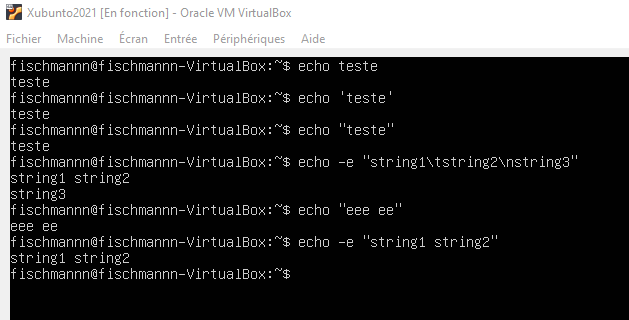 Xubunto2021 [En fonction] - Oracle VM VirtualBox
Fichier Machine Écran Entrée Périphériques Aide
fischmannn@fischmannn-VirtualBox:~$ echo teste
teste
fischmannn@fischmannn-VirtualBox:~$ echo 'teste'
teste
fischmannn@fischmannn-VirtualBox:~$ echo "teste"
teste
fischmannn@fischmannn-VirtualBox:~$ echo -e "string1\tstring2\nstring3"
string1 string2
string3
fischmannn@fischmannn-VirtualBox:~$ echo "eee ee"
eee ee
fischmannn@fischmannn-VirtualBox:~$ echo -e "string1 string2"
string1 string2
fischmannn@fischmannn-VirtualBox:~$